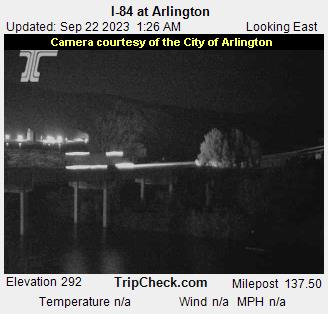 I-84 at Arlington
Updated: Sep 22 2023 1:26 AM Looking East
Camera courtesy of the City of Arlington
Elevation 292 TripCheck.com Milepost 137.50
Temperature n/a Wind n/a MPH n/a